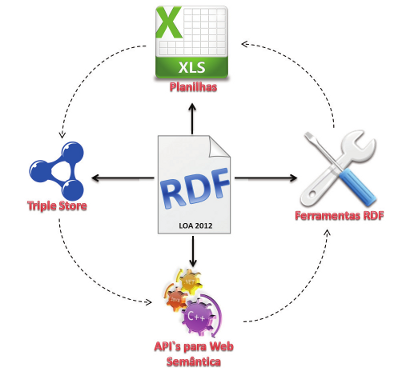 X
XLS
Planilhas
RDF
LOA 2012
Triple Store
Ferramentas RDF
C++
API`s para Web
Semântica